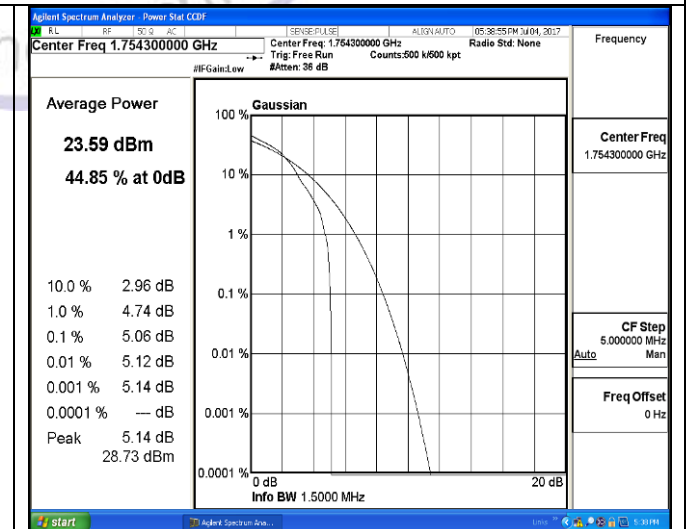 Agilent Spectrum Analyzer - Power Stat CCDF
RL RF 50 Ω AC SENSE:PULSE ALIGN AUTO 05:38:55 PM Jul 04, 2017
Center Freq 1.754300000 GHz
Center Freq: 1.754300000 GHz Radio Std: None
Trig: Free Run Counts:500 k/500 kpt
#IFGain:Low #Atten: 36 dB
Frequency
Average Power
23.59 dBm
44.85 % at 0dB
10.0 % 2.96 dB
1.0 % 4.74 dB
0.1 % 5.06 dB
0.01 % 5.12 dB
0.001 % 5.14 dB
0.0001 % --- dB
Peak 5.14 dB
28.73 dBm
Gaussian
100 %
10 %
1 %
0.1 %
0.01 %
0.001 %
0.0001 %
0 dB 20 dB
Info BW 1.5000 MHz
Center Freq
1.754300000 GHz
CF Step
5.000000 MHz
Auto Man
Freq Offset
0 Hz
start Agilent Spectrum Ana... Links » 5:38 PM